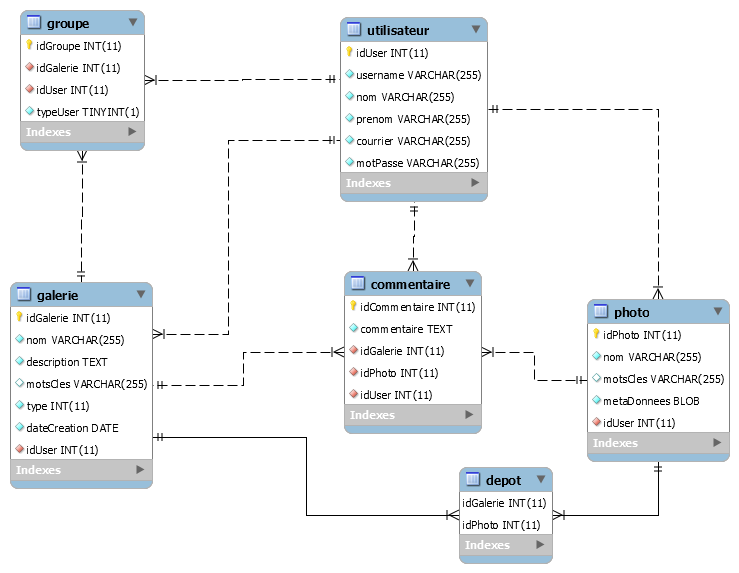 groupe
idGroupe INT(11)
idGalerie INT(11)
idUser INT(11)
typeUser TINYINT(1)
Indexes
utilisateur
idUser INT(11)
username VARCHAR(255)
nom VARCHAR(255)
prenom VARCHAR(255)
courrier VARCHAR(255)
motPasse VARCHAR(255)
Indexes
galerie
idGalerie INT(11)
nom VARCHAR(255)
description TEXT
motsCles VARCHAR(255)
type INT(11)
dateCreation DATE
idUser INT(11)
Indexes
commentaire
idCommentaire INT(11)
commentaire TEXT
idGalerie INT(11)
idPhoto INT(11)
idUser INT(11)
Indexes
photo
idPhoto INT(11)
nom VARCHAR(255)
motsCles VARCHAR(255)
metaDonnees BLOB
idUser INT(11)
Indexes
depot
idGalerie INT(11)
idPhoto INT(11)
Indexes